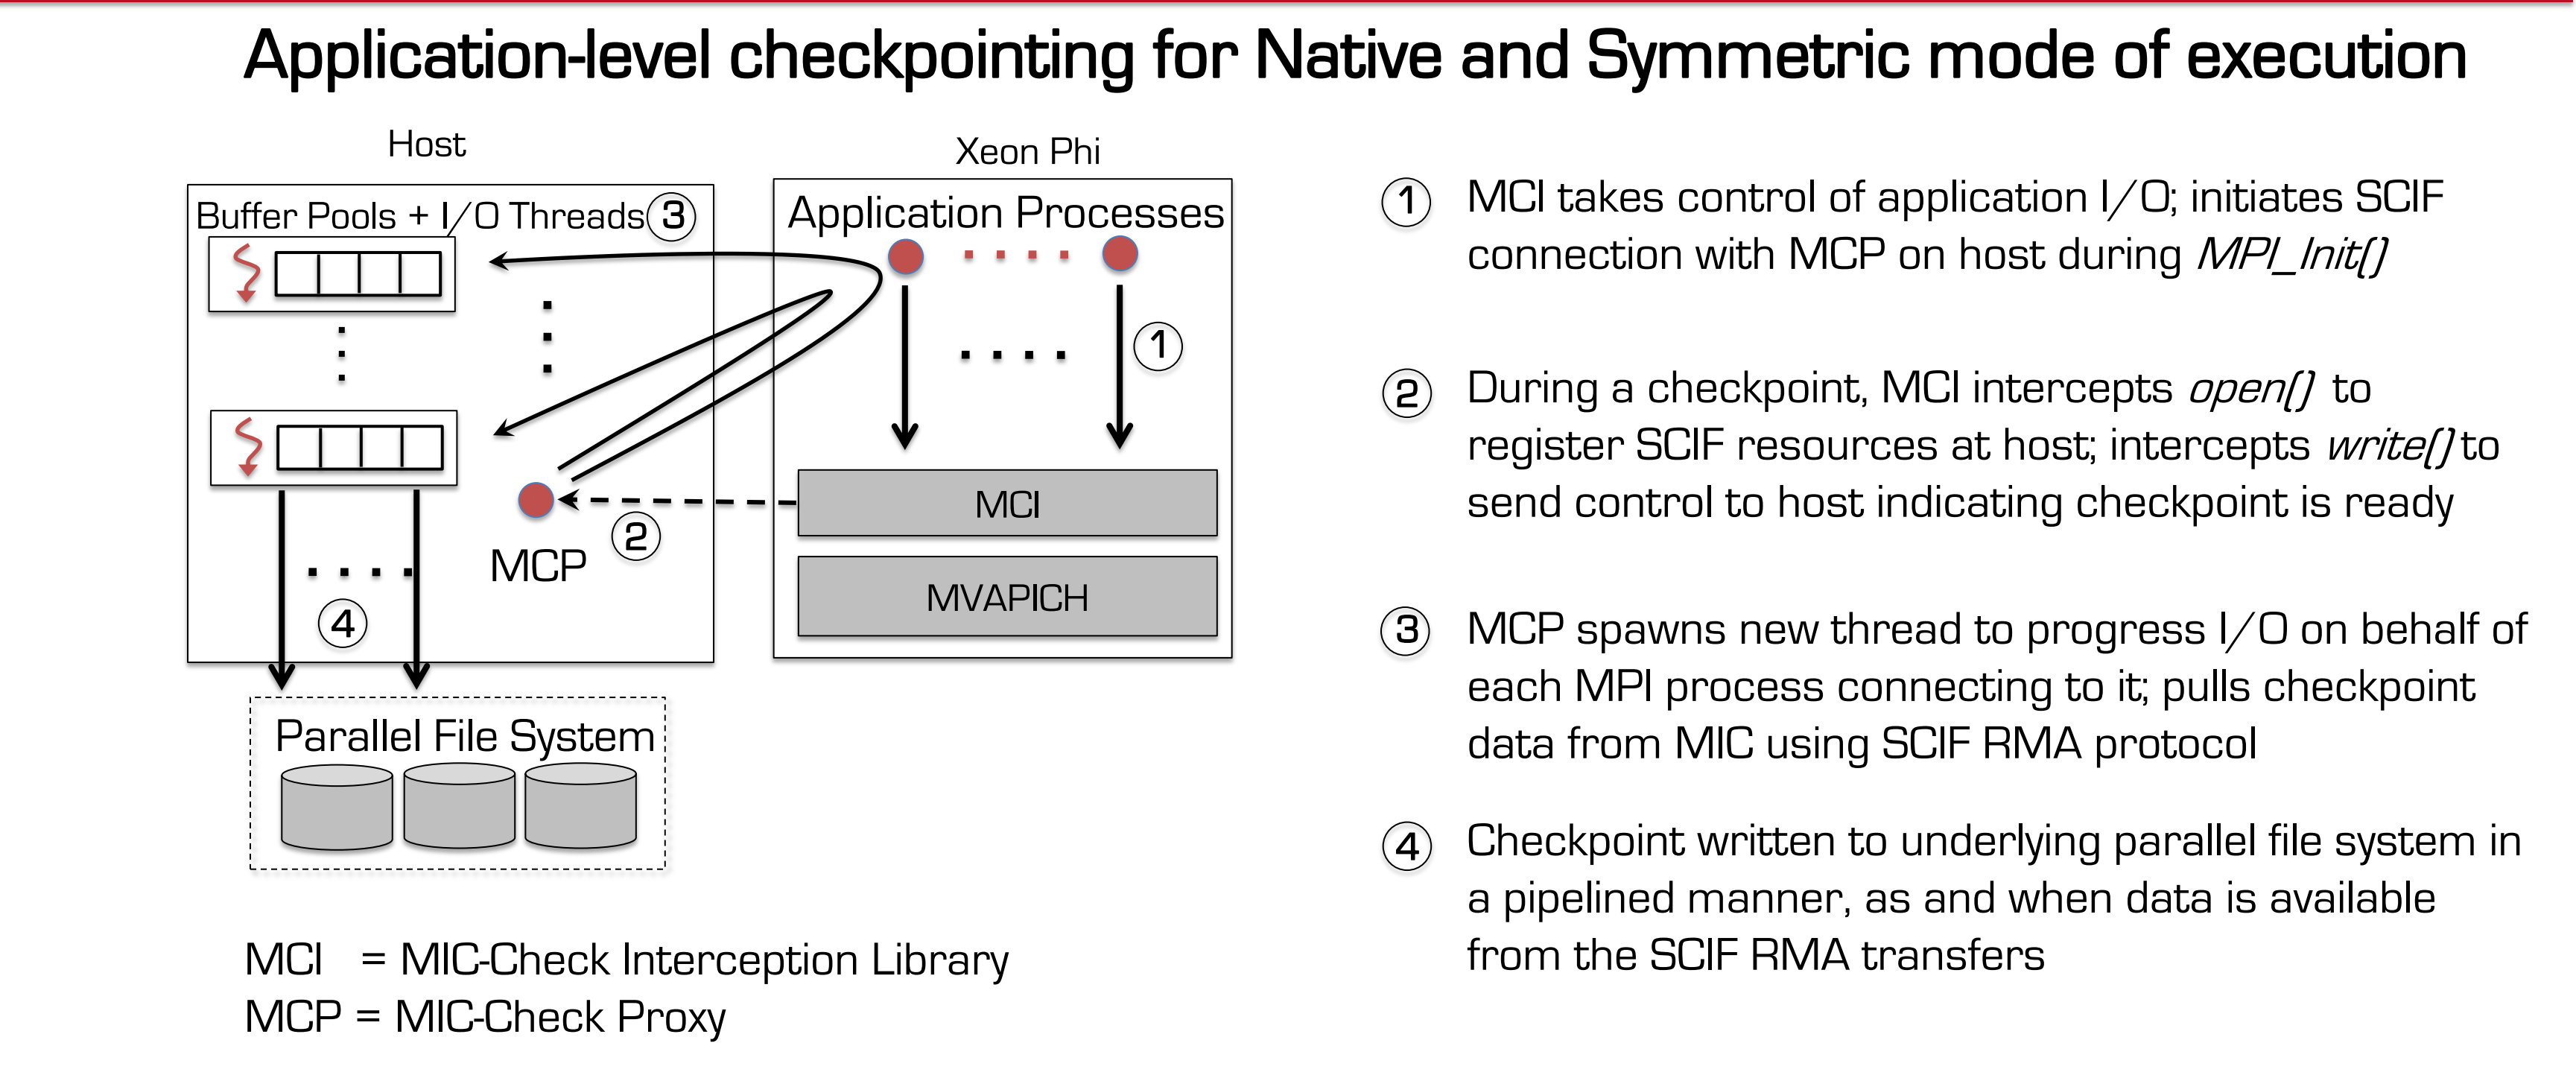 Application-level checkpointing for Native and Symmetric mode of execution
Host
Xeon Phi
Buffer Pools + I/O Threads 3
Application Processes
1
MCI
2
MCP
MVAPICH
4
Parallel File System
MCI = MIC-Check Interception Library
MCP = MIC-Check Proxy
1 MCI takes control of application I/O; initiates SCIF
connection with MCP on host during MPI_Init()
2 During a checkpoint, MCI intercepts open() to
register SCIF resources at host; intercepts write() to
send control to host indicating checkpoint is ready
3 MCP spawns new thread to progress I/O on behalf of
each MPI process connecting to it; pulls checkpoint
data from MIC using SCIF RMA protocol
4 Checkpoint written to underlying parallel file system in
a pipelined manner, as and when data is available
from the SCIF RMA transfers